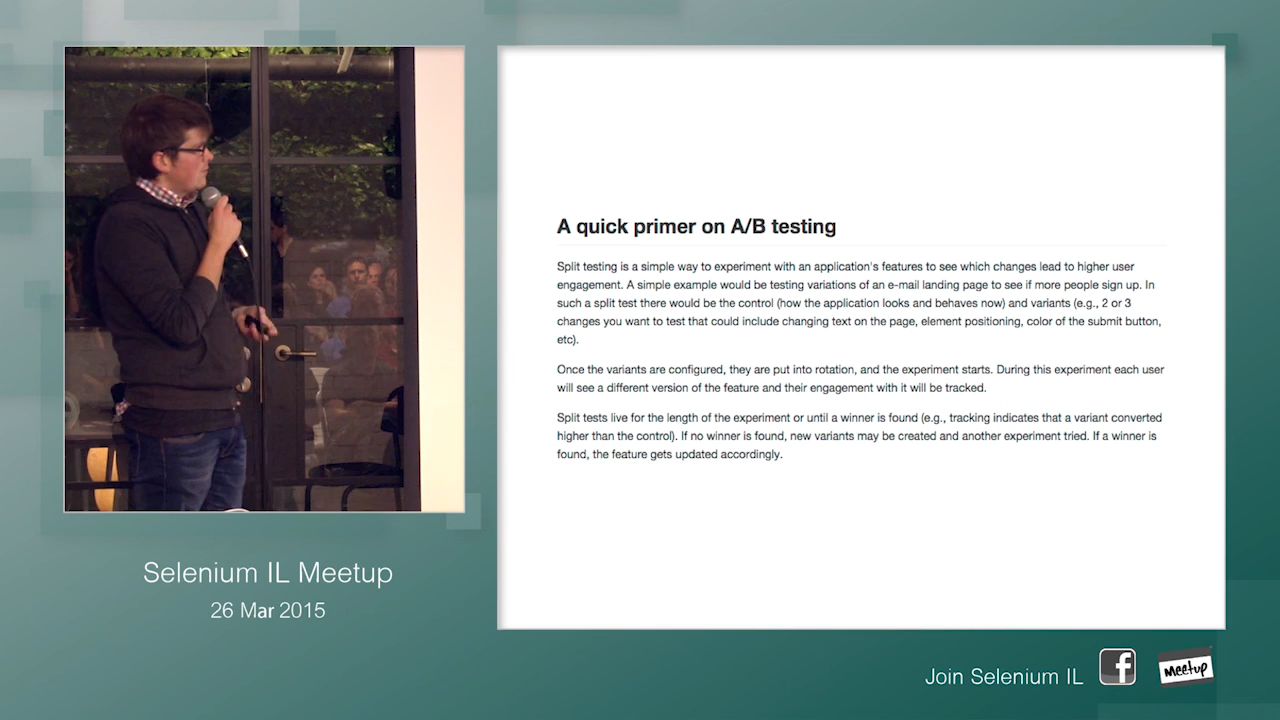 A quick primer on A/B testing
Split testing is a simple way to experiment with an application's features to see which changes lead to higher user
engagement. A simple example would be testing variations of an e-mail landing page to see if more people sign up. In
such a split test there would be the control (how the application looks and behaves now) and variants (e.g., 2 or 3
changes you want to test that could include changing text on the page, element positioning, color of the submit button,
etc).
Once the variants are configured, they are put into rotation, and the experiment starts. During this experiment each user
will see a different version of the feature and their engagement with it will be tracked.
Split tests live for the length of the experiment or until a winner is found (e.g., tracking indicates that a variant converted
higher than the control). If no winner is found, new variants may be created and another experiment tried. If a winner is
found, the feature gets updated accordingly.
Selenium IL Meetup
26 Mar 2015
Join Selenium IL
f
Meetup